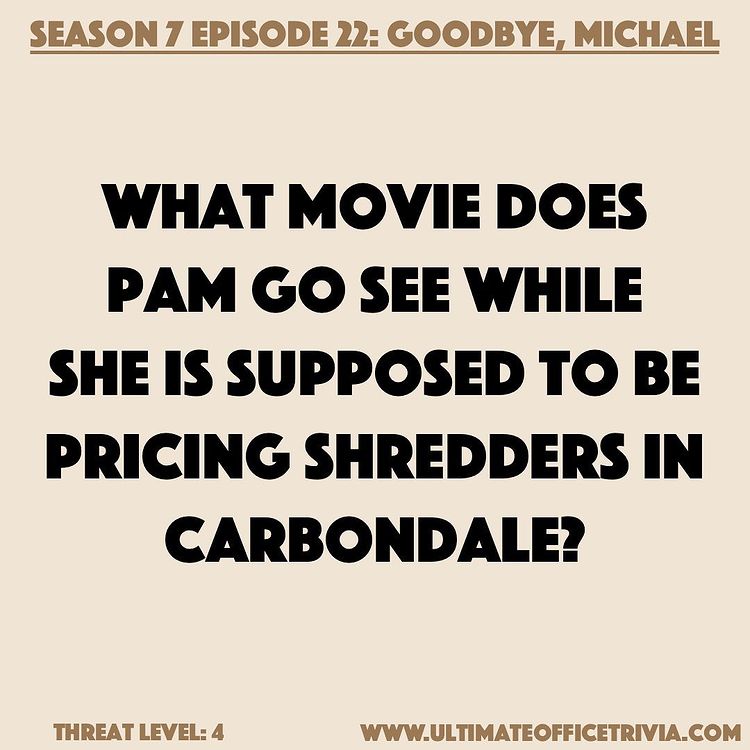 SEASON 7 EPISODE 22: GOODBYE, MICHAEL
WHAT MOVIE DOES
PAM GO SEE WHILE
SHE IS SUPPOSED TO BE
PRICING SHREDDERS IN
CARBONDALE?
THREAT LEVEL: 4
WWW.ULTIMATEOFFICETRIVIA.COM